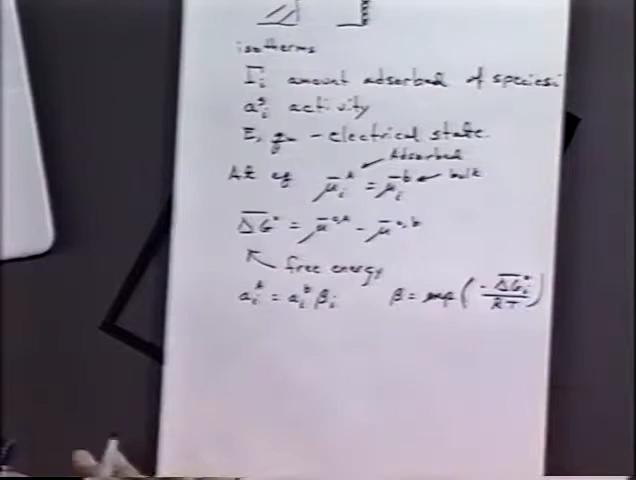 isotherms
Γᵢ amount adsorbed of species i
aᵢˢ activity
E, qₘ - electrical state
Adsorbed
At eq μ̄ᵢᴬ = μ̄ᵢᵇ ← bulk
ΔG̅° = μ̄°˒ᴬ - μ̄°˒ᵇ
free energy
aᵢᴬ = aᵢᵇ βᵢ β = exp(-ΔG̅ᵢ°/RT)